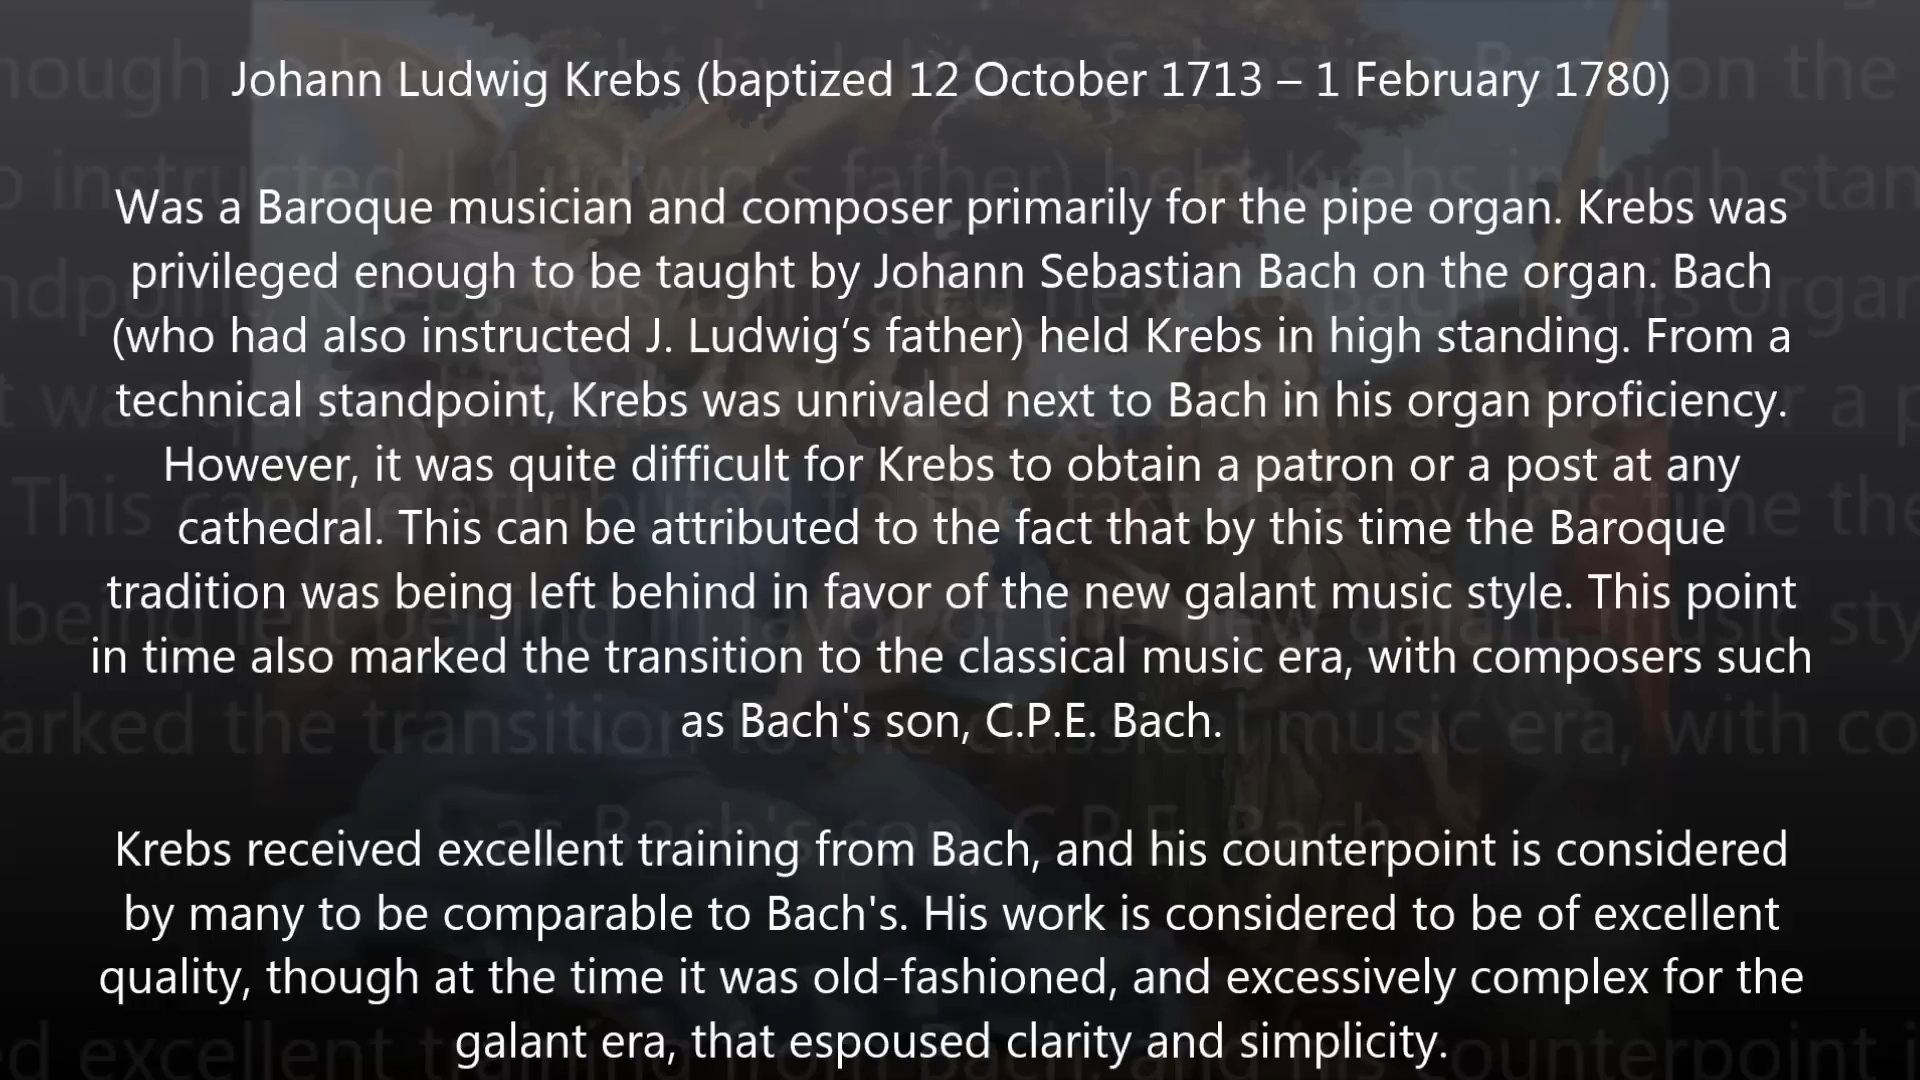 Johann Ludwig Krebs (baptized 12 October 1713 – 1 February 1780)
Was a Baroque musician and composer primarily for the pipe organ. Krebs was
privileged enough to be taught by Johann Sebastian Bach on the organ. Bach
(who had also instructed J. Ludwig’s father) held Krebs in high standing. From a
technical standpoint, Krebs was unrivaled next to Bach in his organ proficiency.
However, it was quite difficult for Krebs to obtain a patron or a post at any
cathedral. This can be attributed to the fact that by this time the Baroque
tradition was being left behind in favor of the new galant music style. This point
in time also marked the transition to the classical music era, with composers such
as Bach's son, C.P.E. Bach.
Krebs received excellent training from Bach, and his counterpoint is considered
by many to be comparable to Bach's. His work is considered to be of excellent
quality, though at the time it was old-fashioned, and excessively complex for the
galant era, that espoused clarity and simplicity.